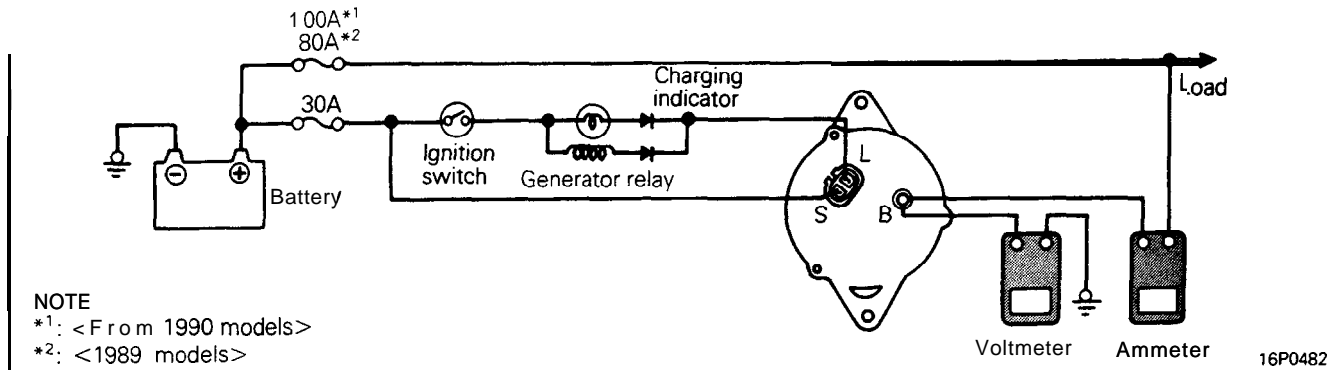 100A*1
80A*2
30A
Charging
indicator
Load
Ignition
switch
Generator relay
Battery
⊖
⊕
L
S
B
NOTE
*1: <From 1990 models>
*2: <1989 models>
Voltmeter
Ammeter
16P0482